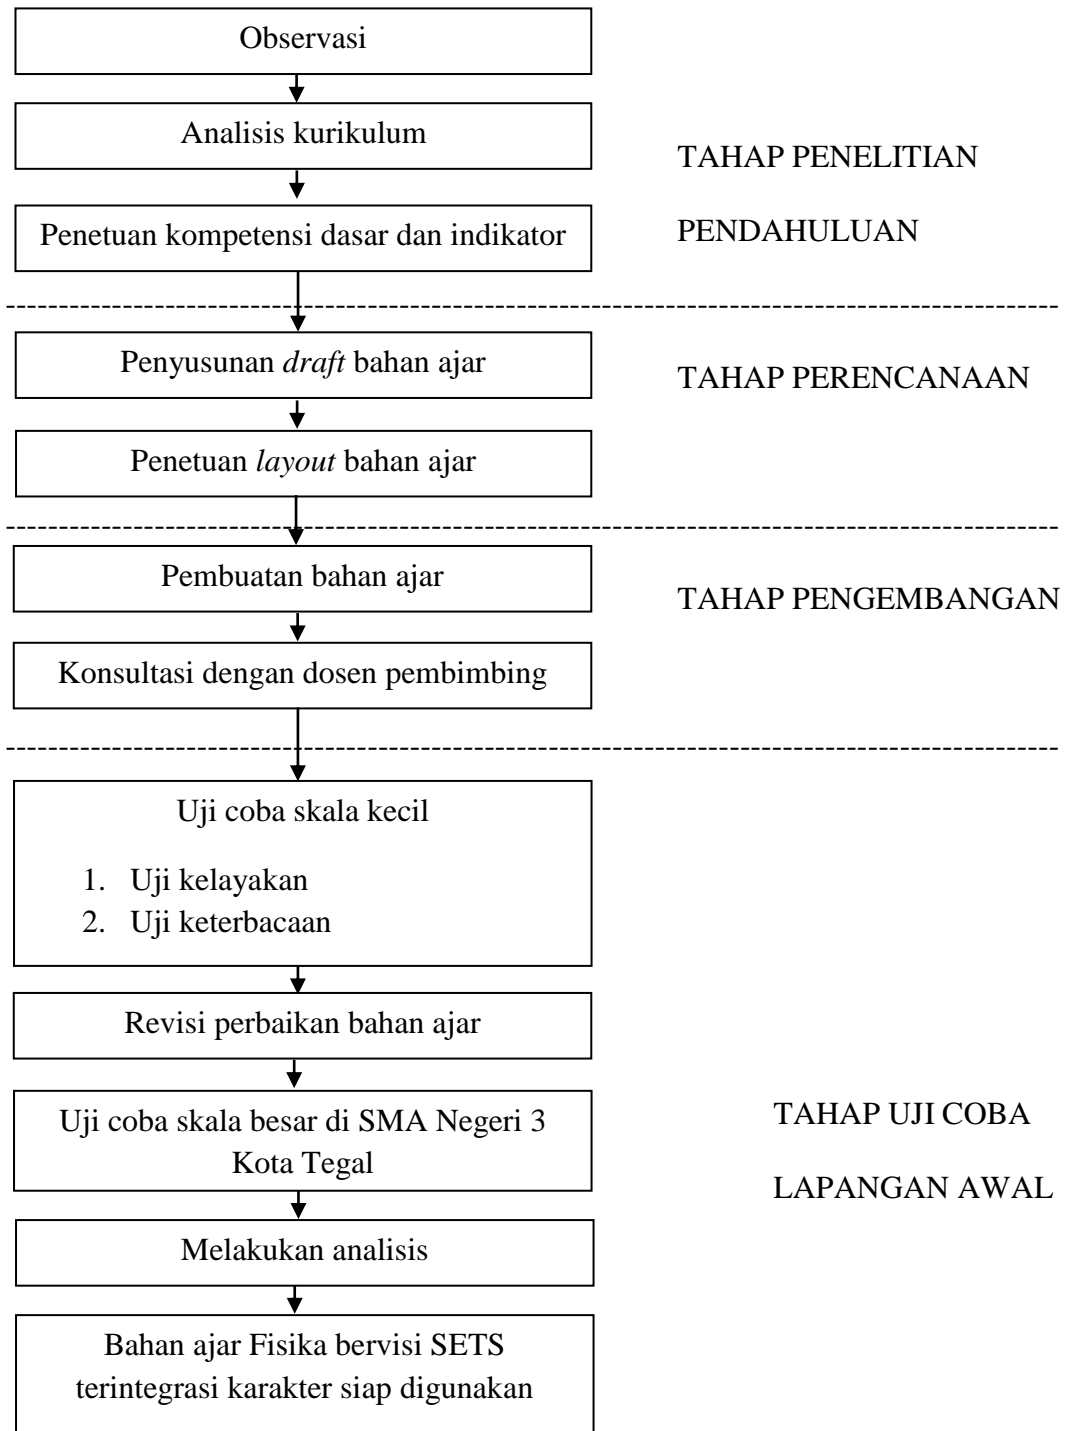 Observasi
Analisis kurikulum
TAHAP PENELITIAN
Penetuan kompetensi dasar dan indikator
PENDAHULUAN
Penyusunan draft bahan ajar
TAHAP PERENCANAAN
Penetuan layout bahan ajar
Pembuatan bahan ajar
TAHAP PENGEMBANGAN
Konsultasi dengan dosen pembimbing
Uji coba skala kecil
1. Uji kelayakan
2. Uji keterbacaan
Revisi perbaikan bahan ajar
Uji coba skala besar di SMA Negeri 3
Kota Tegal
TAHAP UJI COBA
LAPANGAN AWAL
Melakukan analisis
Bahan ajar Fisika bervisi SETS
terintegrasi karakter siap digunakan